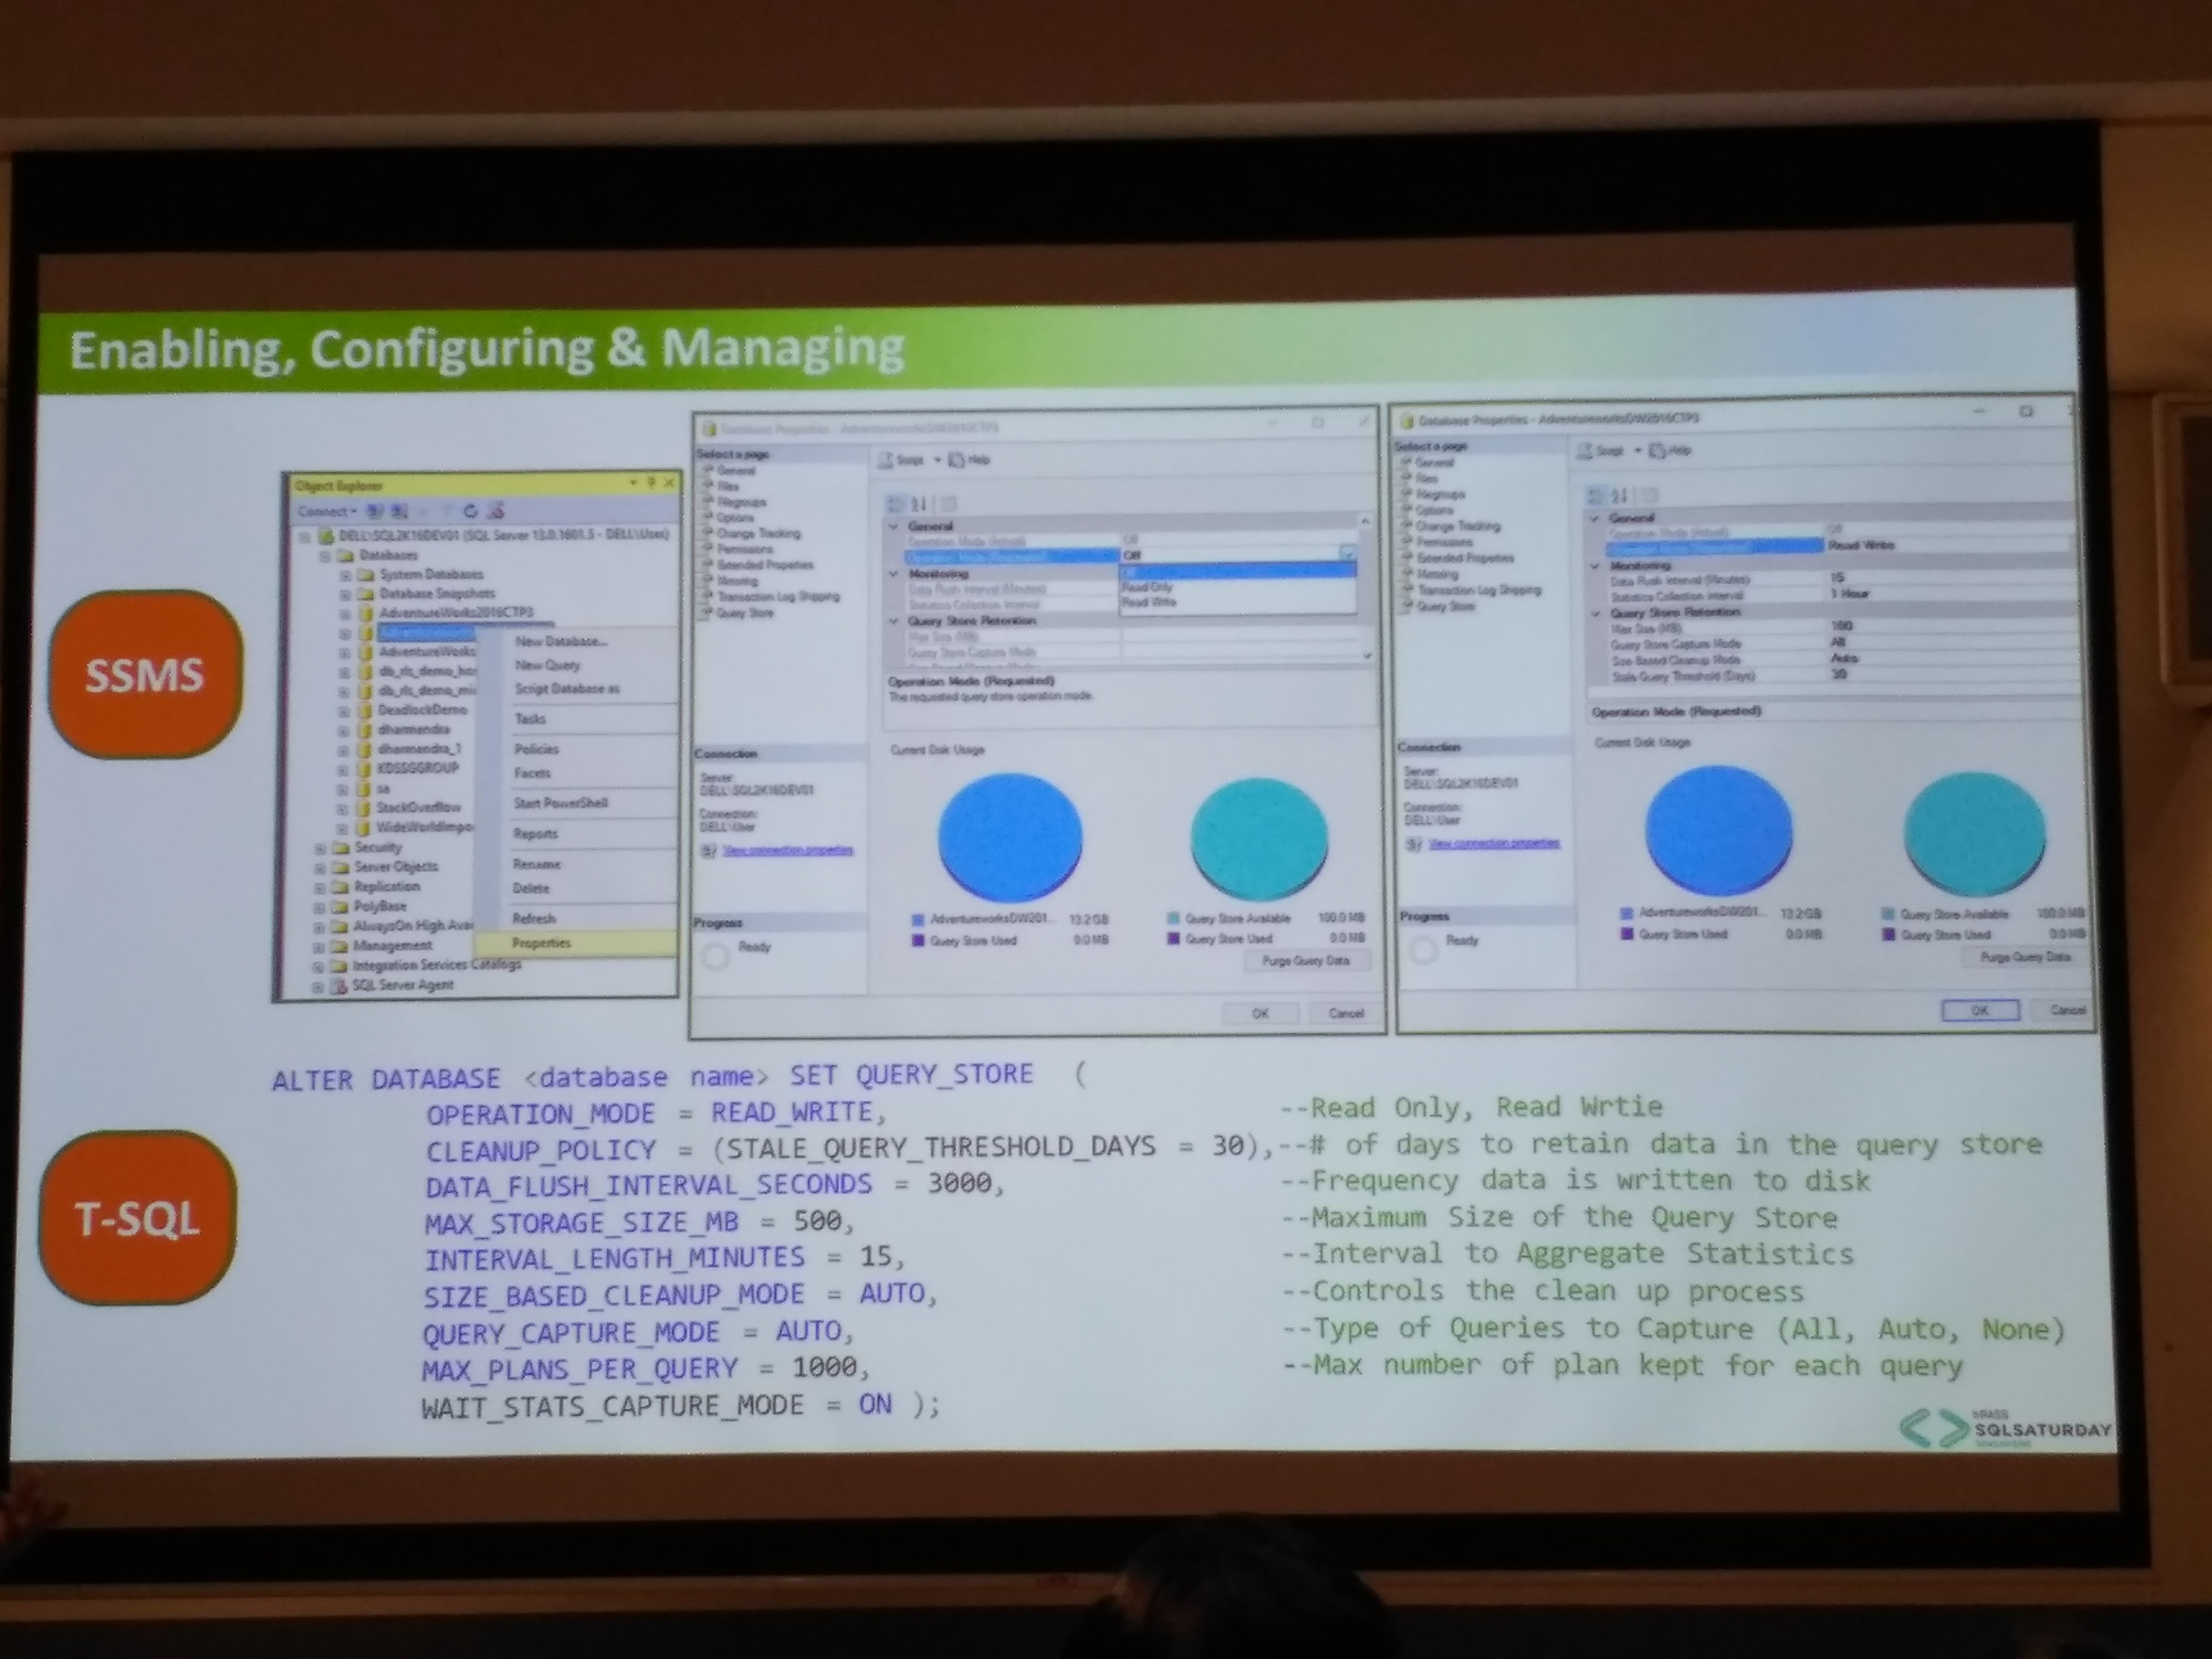 Enabling, Configuring & Managing
SSMS
Object Explorer
Connect
DELL\SQL2K16DEV01 (SQL Server 13.0.1601.5 - DELL\User)
Databases
System Databases
Database Snapshots
AdventureWorks2016CTP3
AdventureWorks
db_rls_demo_hos
db_rls_demo_mic
DeadlockDemo
dharmendra
dharmendra_1
KDSSGGROUP
sa
StackOverflow
WideWorldImpo
Security
Server Objects
Replication
PolyBase
AlwaysOn High Avai
Management
Integration Services Catalogs
SQL Server Agent
New Database...
New Query
Script Database as
Tasks
Policies
Facets
Start PowerShell
Reports
Rename
Delete
Refresh
Properties
Database Properties - AdventureworksDW2016CTP3
Select a page
General
Files
Filegroups
Options
Change Tracking
Permissions
Extended Properties
Mirroring
Transaction Log Shipping
Query Store
Connection
Server:
DELL\SQL2K16DEV01
Connection:
DELL\User
View connection properties
Progress
Ready
Script Help
General
Operation Mode (Actual) Off
Operation Mode (Requested) Off
Off
Read Only
Read Write
Monitoring
Data Flush Interval (Minutes)
Statistics Collection Interval
Query Store Retention
Max Size (MB)
Query Store Capture Mode
Operation Mode (Requested)
The requested query store operation mode.
Current Disk Usage
AdventureworksDW201... 13.2 GB
Query Store Used 0.0 MB
Query Store Available 100.0 MB
Query Store Used 0.0 MB
Purge Query Data
OK Cancel
Database Properties - AdventureworksDW2016CTP3
Select a page
General
Files
Filegroups
Options
Change Tracking
Permissions
Extended Properties
Mirroring
Transaction Log Shipping
Query Store
Connection
Server:
DELL\SQL2K16DEV01
Connection:
DELL\User
View connection properties
Progress
Ready
Script Help
General
Operation Mode (Actual) Off
Operation Mode (Requested) Read Write
Monitoring
Data Flush Interval (Minutes) 15
Statistics Collection Interval 1 Hour
Query Store Retention
Max Size (MB) 100
Query Store Capture Mode All
Size Based Cleanup Mode Auto
Stale Query Threshold (Days) 30
Operation Mode (Requested)
Current Disk Usage
AdventureworksDW201... 13.2 GB
Query Store Used 0.0 MB
Query Store Available 100.0 MB
Query Store Used 0.0 MB
Purge Query Data
OK Cancel
T-SQL
ALTER DATABASE <database name> SET QUERY_STORE (
OPERATION_MODE = READ_WRITE, --Read Only, Read Wrtie
CLEANUP_POLICY = (STALE_QUERY_THRESHOLD_DAYS = 30),--# of days to retain data in the query store
DATA_FLUSH_INTERVAL_SECONDS = 3000, --Frequency data is written to disk
MAX_STORAGE_SIZE_MB = 500, --Maximum Size of the Query Store
INTERVAL_LENGTH_MINUTES = 15, --Interval to Aggregate Statistics
SIZE_BASED_CLEANUP_MODE = AUTO, --Controls the clean up process
QUERY_CAPTURE_MODE = AUTO, --Type of Queries to Capture (All, Auto, None)
MAX_PLANS_PER_QUERY = 1000, --Max number of plan kept for each query
WAIT_STATS_CAPTURE_MODE = ON );
PASS
SQLSATURDAY